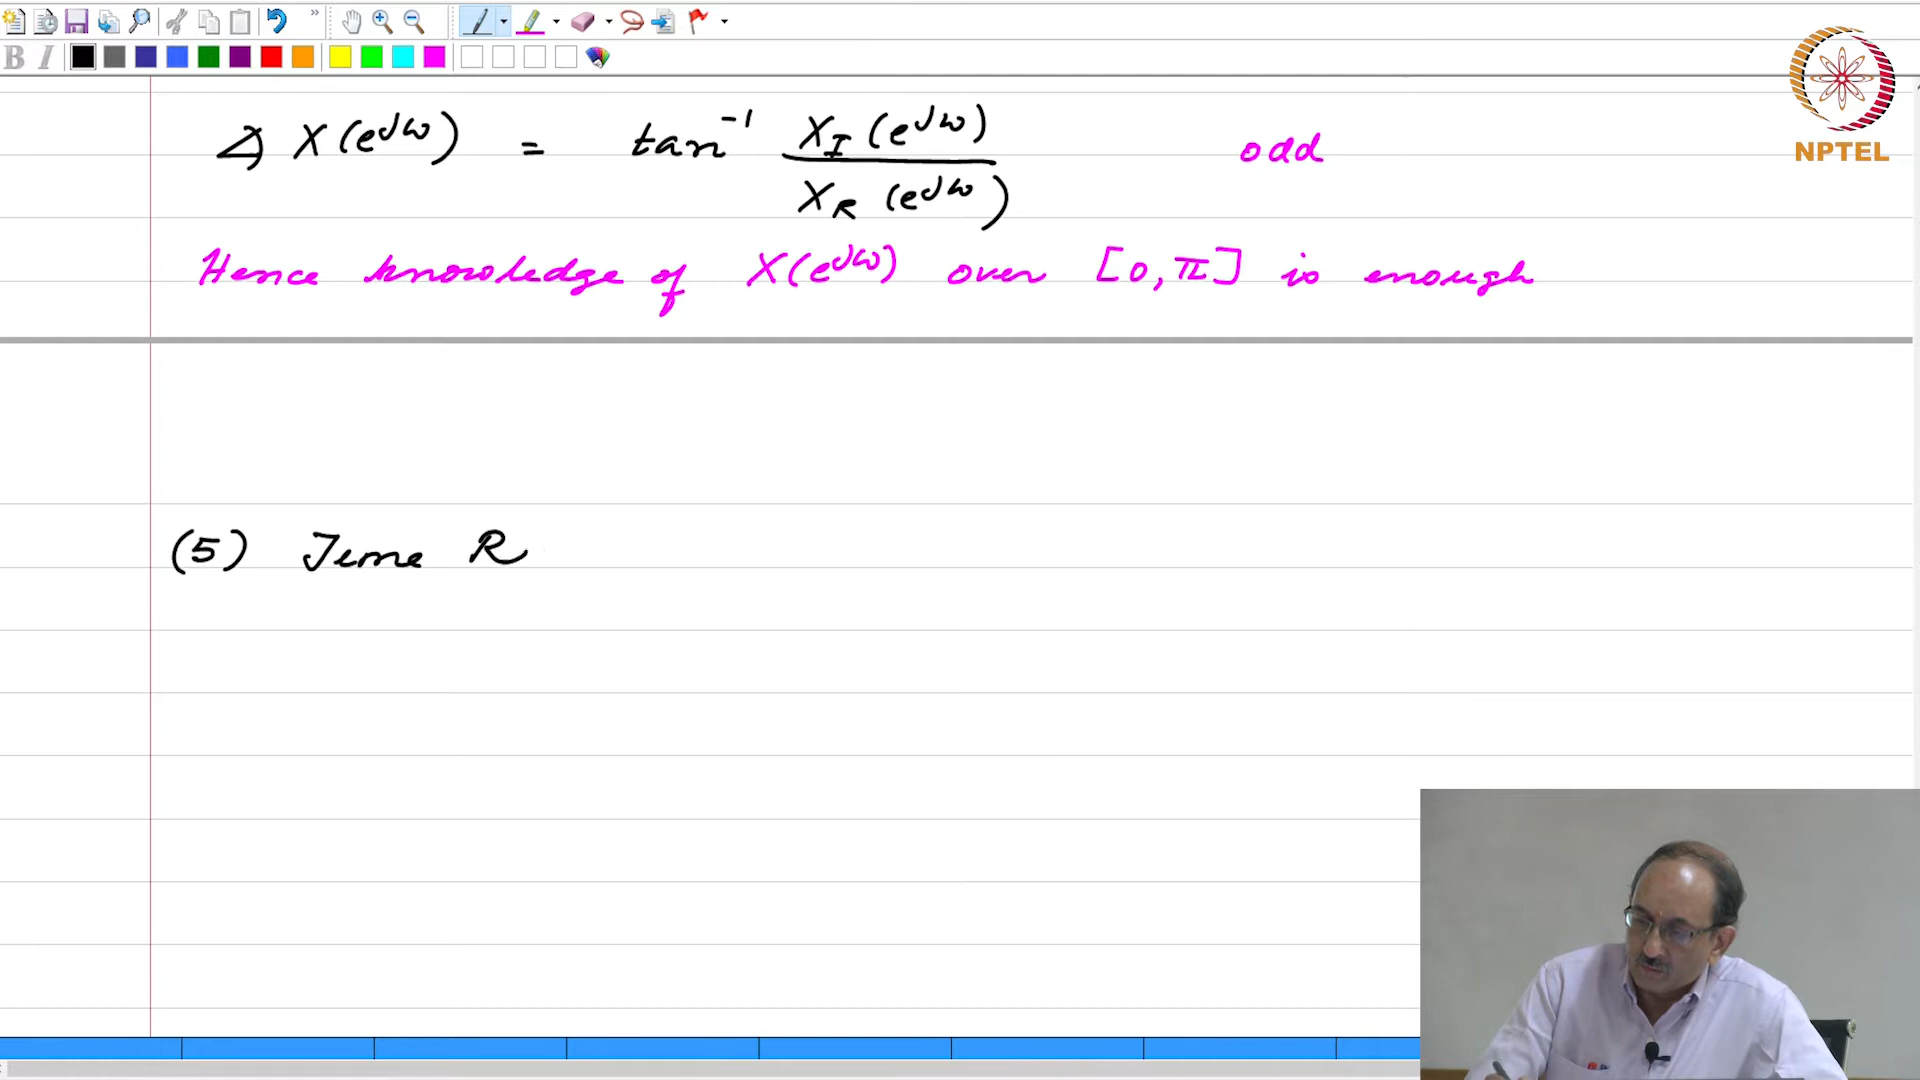 B I
NPTEL
∡ X(e^{jω}) = tan^{-1} X_I(e^{jω}) / X_R(e^{jω}) odd
Hence knowledge of X(e^{jω}) over [0, π] is enough
(5) Time R